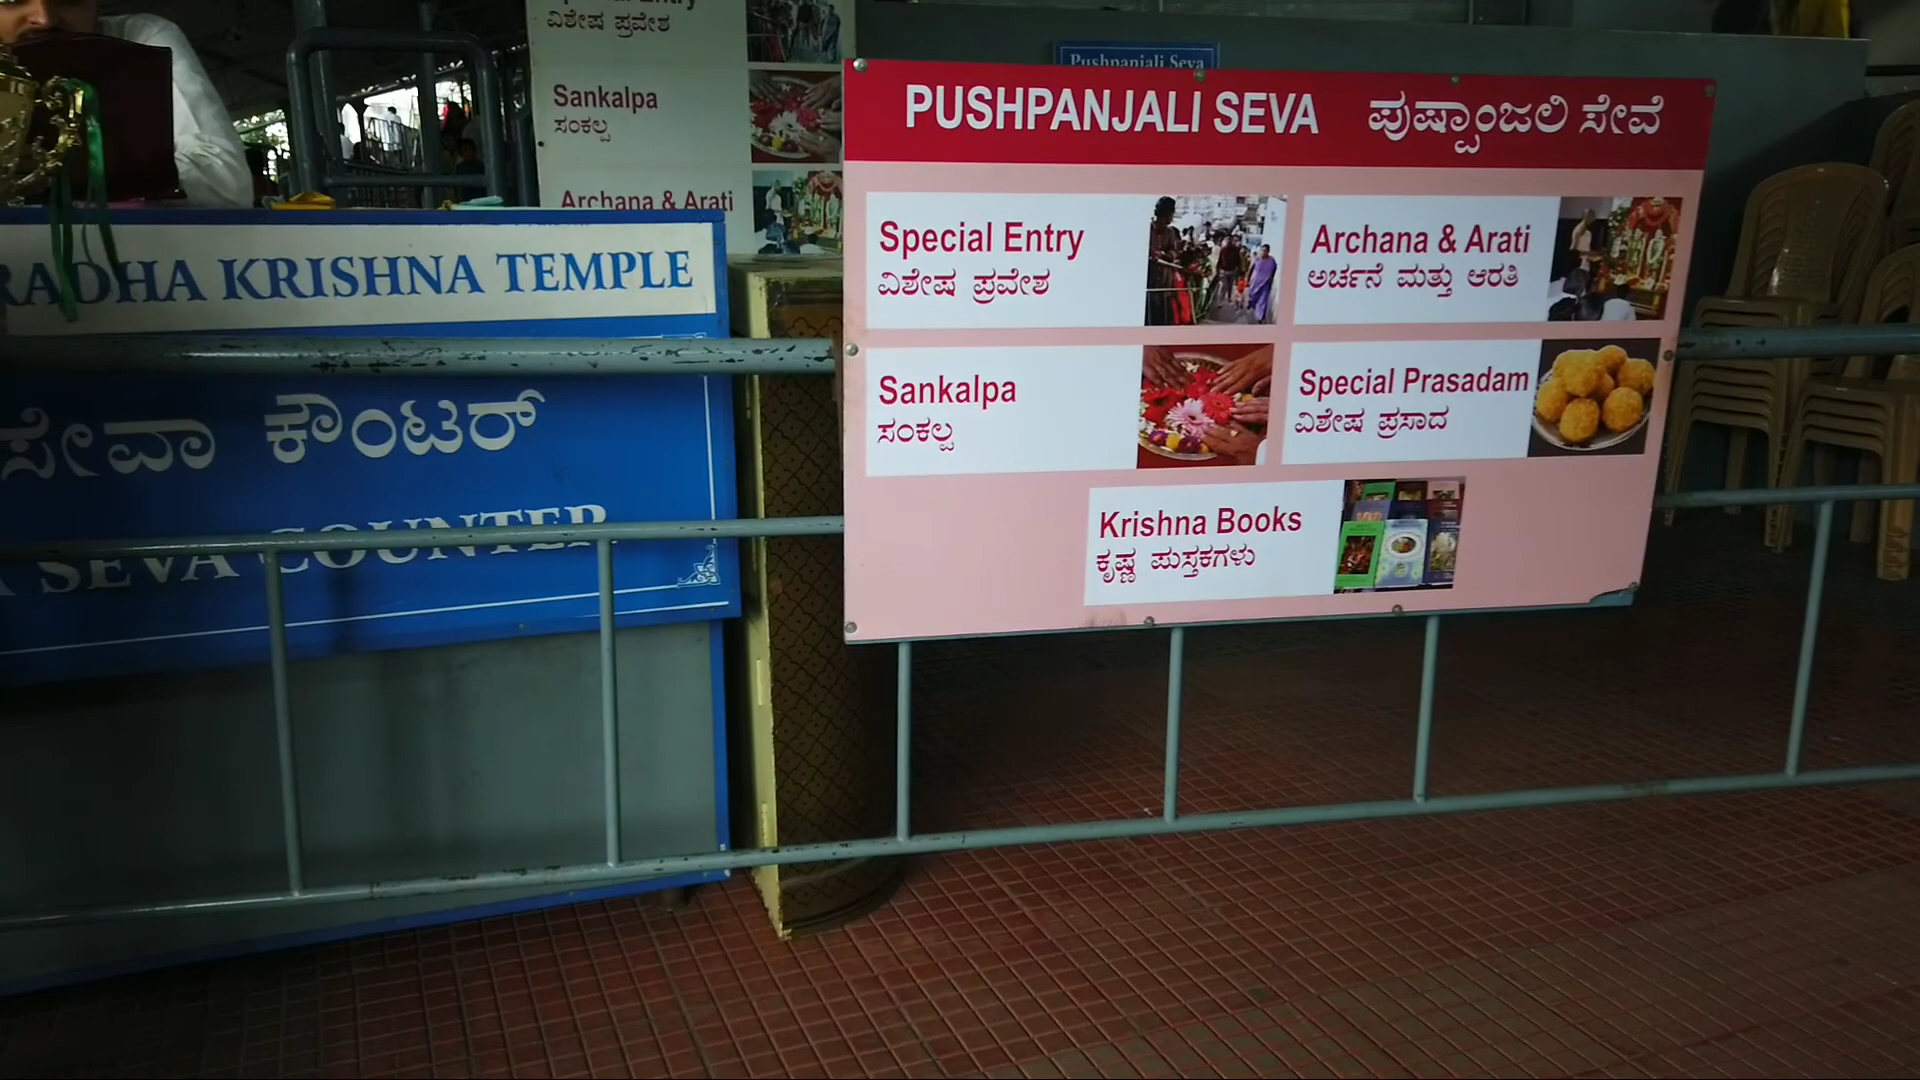 ವಿಶೇಷ ಪ್ರವೇಶ
Sankalpa
ಸಂಕಲ್ಪ
Archana & Arati
Pushpanjali Seva
RADHA KRISHNA TEMPLE
ಸೇವಾ ಕೌಂಟರ್
SEVA COUNTER
PUSHPANJALI SEVA ಪುಷ್ಪಾಂಜಲಿ ಸೇವೆ
Special Entry
ವಿಶೇಷ ಪ್ರವೇಶ
Archana & Arati
ಅರ್ಚನೆ ಮತ್ತು ಆರತಿ
Sankalpa
ಸಂಕಲ್ಪ
Special Prasadam
ವಿಶೇಷ ಪ್ರಸಾದ
Krishna Books
ಕೃಷ್ಣ ಪುಸ್ತಕಗಳು